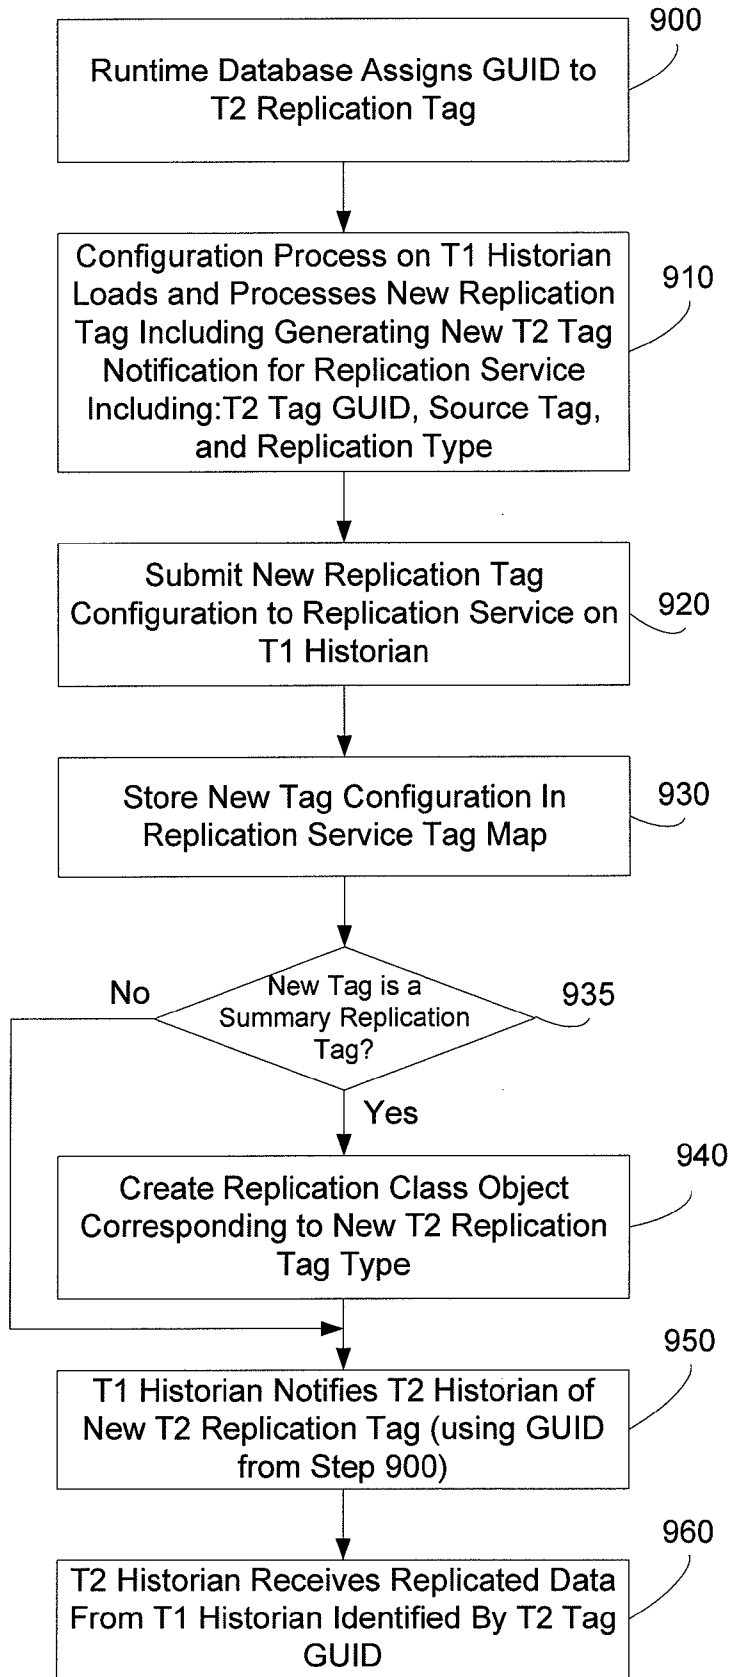 900
Runtime Database Assigns GUID to
T2 Replication Tag
Configuration Process on T1 Historian
Loads and Processes New Replication
Tag Including Generating New T2 Tag
Notification for Replication Service
Including:T2 Tag GUID, Source Tag,
and Replication Type
910
Submit New Replication Tag
Configuration to Replication Service on
T1 Historian
920
Store New Tag Configuration In
Replication Service Tag Map
930
No
New Tag is a
Summary Replication
Tag?
935
Yes
940
Create Replication Class Object
Corresponding to New T2 Replication
Tag Type
950
T1 Historian Notifies T2 Historian of
New T2 Replication Tag (using GUID
from Step 900)
960
T2 Historian Receives Replicated Data
From T1 Historian Identified By T2 Tag
GUID